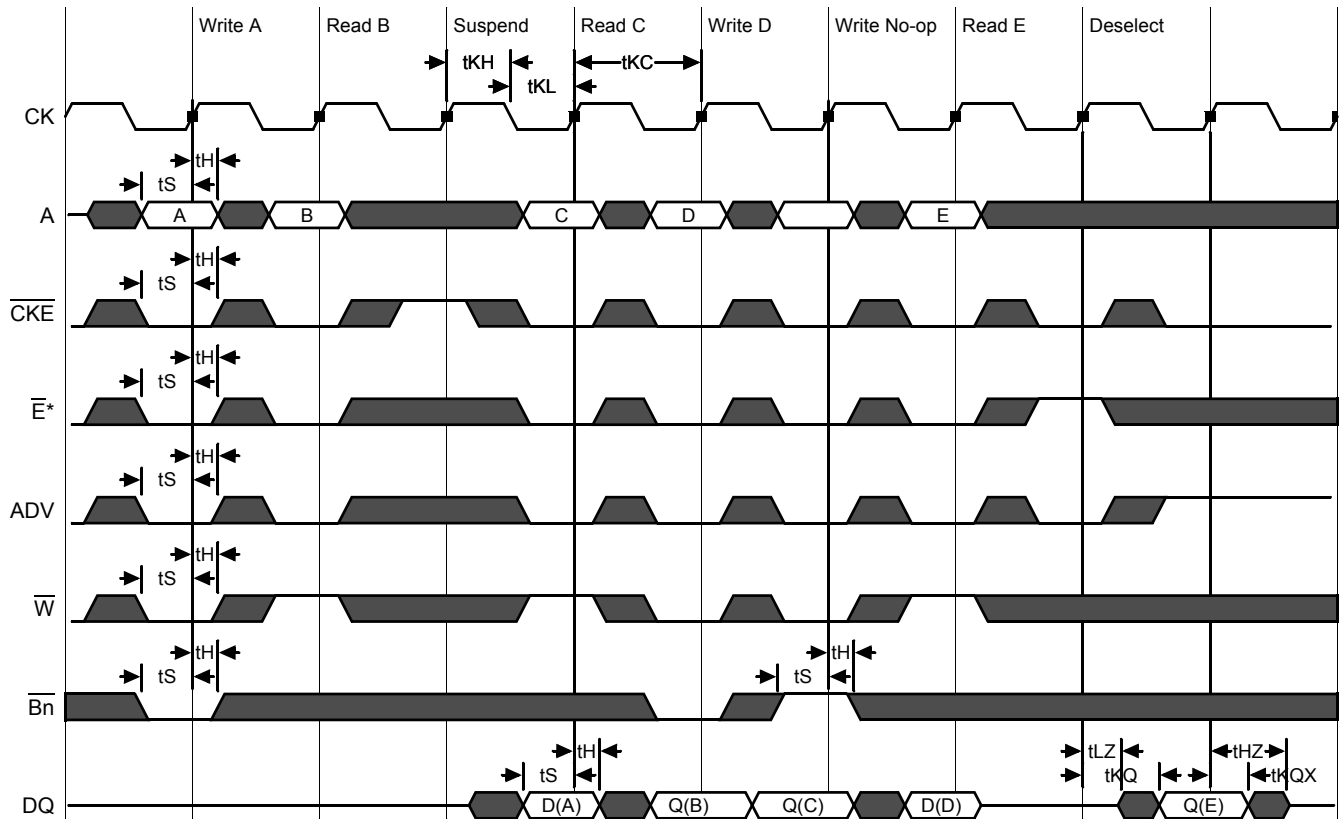 Write A Read B Suspend Read C Write D Write No-op Read E Deselect
tKH tKC
tKL
CK
tH
tS
A A B C D E
tH
tS
CKE
tH
tS
E*
tH
tS
ADV
tH
tS
W
tH tH
tS tS
Bn
tH tLZ tHZ
tS tKQ tKQX
DQ D(A) Q(B) Q(C) D(D) Q(E)